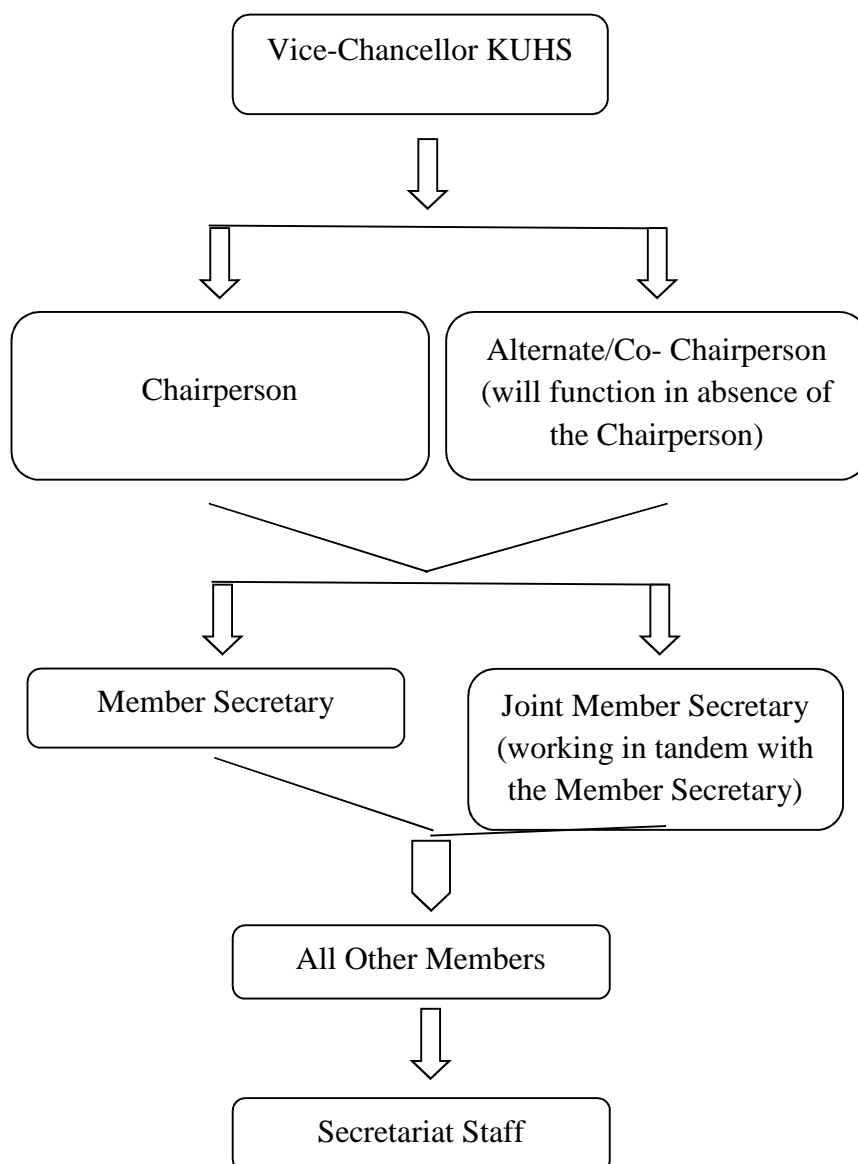 Vice-Chancellor KUHS
Chairperson
Alternate/Co- Chairperson
(will function in absence of
the Chairperson)
Member Secretary
Joint Member Secretary
(working in tandem with
the Member Secretary)
All Other Members
Secretariat Staff